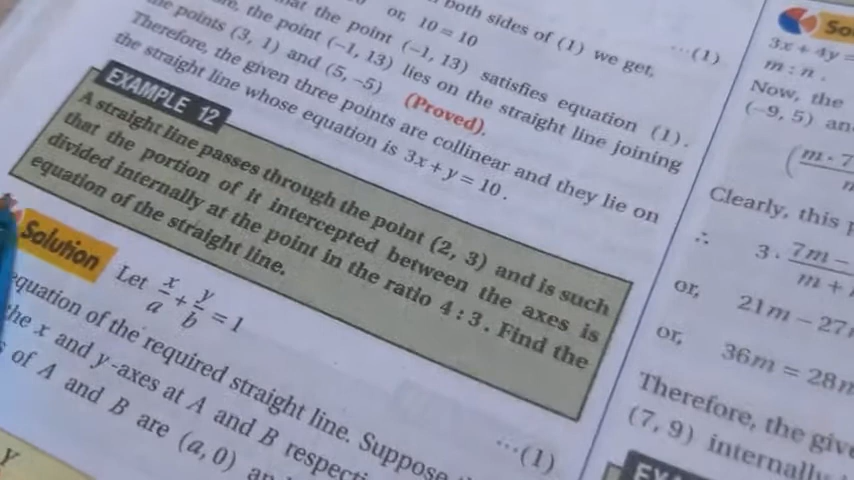 both sides of (1) we get,
or, 10 = 10
...(1)
that the point (−1, 13) satisfies equation (1).
the point (−1, 13) lies on the straight line joining
the points (3, 1) and (5, −5) (Proved).
Therefore, the given three points are collinear and they lie on
the straight line whose equation is 3x + y = 10.
EXAMPLE 12
A straight line passes through the point (2, 3) and is such
that the portion of it intercepted between the axes is
divided internally at the point in the ratio 4 : 3. Find the
equation of the straight line.
Solution
Let x/a + y/b = 1
...(1)
equation of the required straight line. Suppose
the x and y-axes at A and B
of A and B are (a, 0)
Y
3x + 4y =
m : n .
Now, the
(−9, 5)
(m · 7
Clearly, this
∴ 3 · 7m −
m +
or, 21m − 27
or, 36m = 28m
Therefore, the
(7, 9) internally